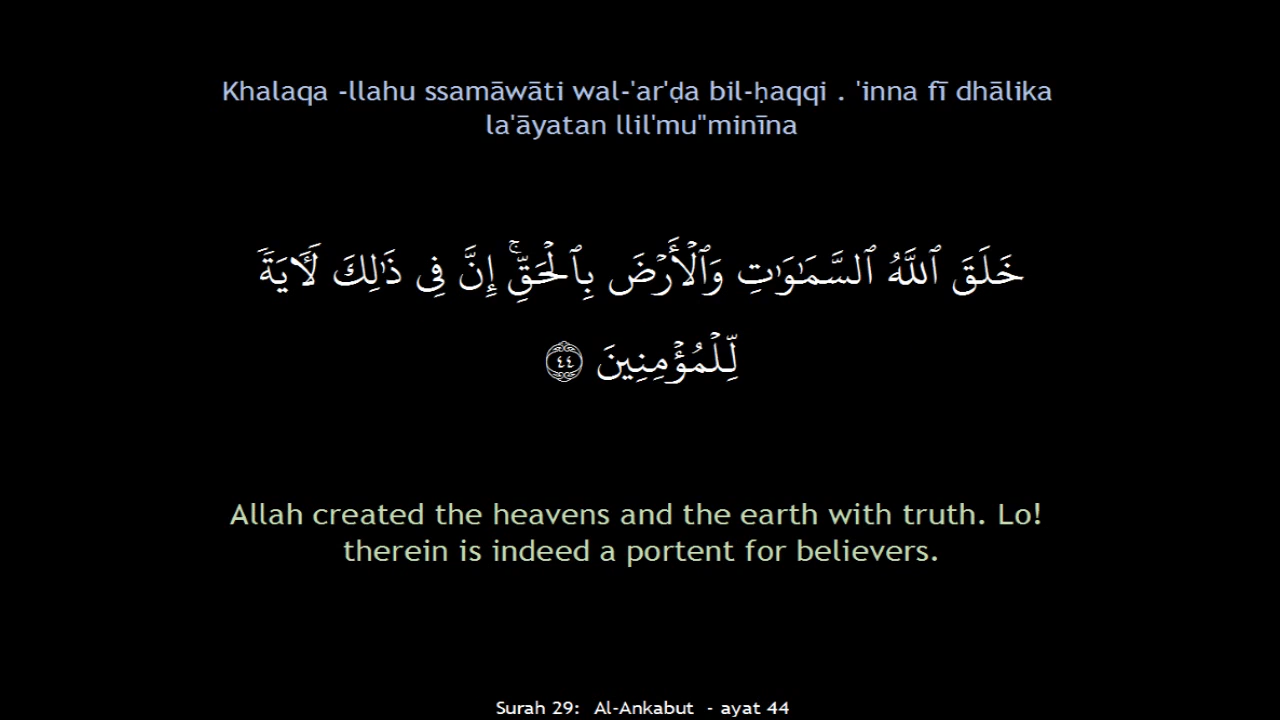 Khalaqa -llahu ssamāwāti wal-'ar'ḍa bil-ḥaqqi . 'inna fī dhālika
la'āyatan llil'mu"minīna
خَلَقَ ٱللَّهُ ٱلسَّمَـٰوَٰتِ وَٱلْأَرْضَ بِٱلْحَقِّ ۚ إِنَّ فِى ذَٰلِكَ لَـَٔايَةً
لِّلْمُؤْمِنِينَ ٤٤
Allah created the heavens and the earth with truth. Lo!
therein is indeed a portent for believers.
Surah 29: Al-Ankabut - ayat 44